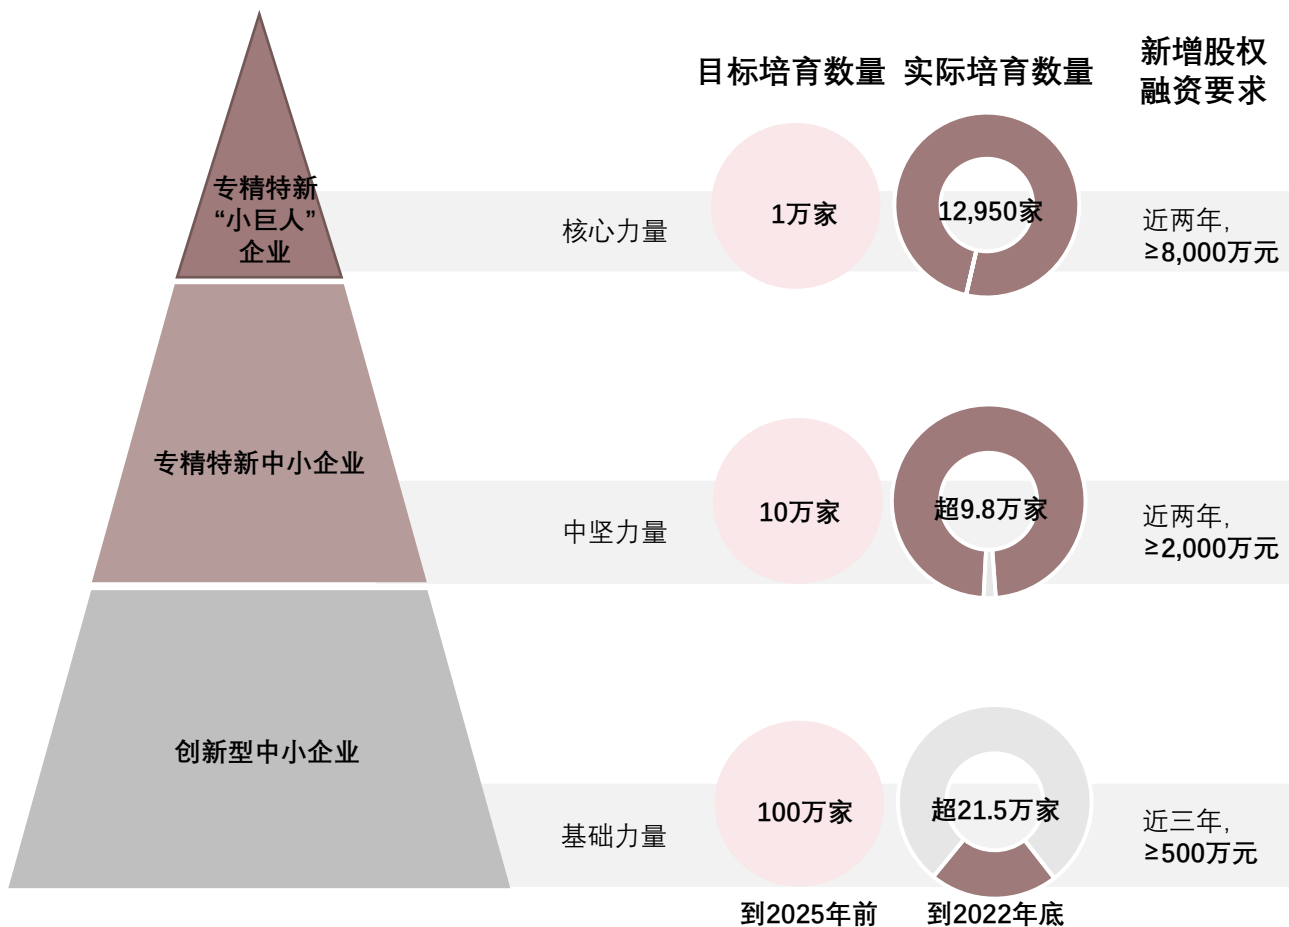 目标培育数量
实际培育数量
新增股权
融资要求
专精特新
“小巨人”
企业
核心力量
1万家
12,950家
近两年，
≥8,000万元
专精特新中小企业
中坚力量
10万家
超9.8万家
近两年，
≥2,000万元
创新型中小企业
基础力量
100万家
超21.5万家
近三年，
≥500万元
到2025年前
到2022年底